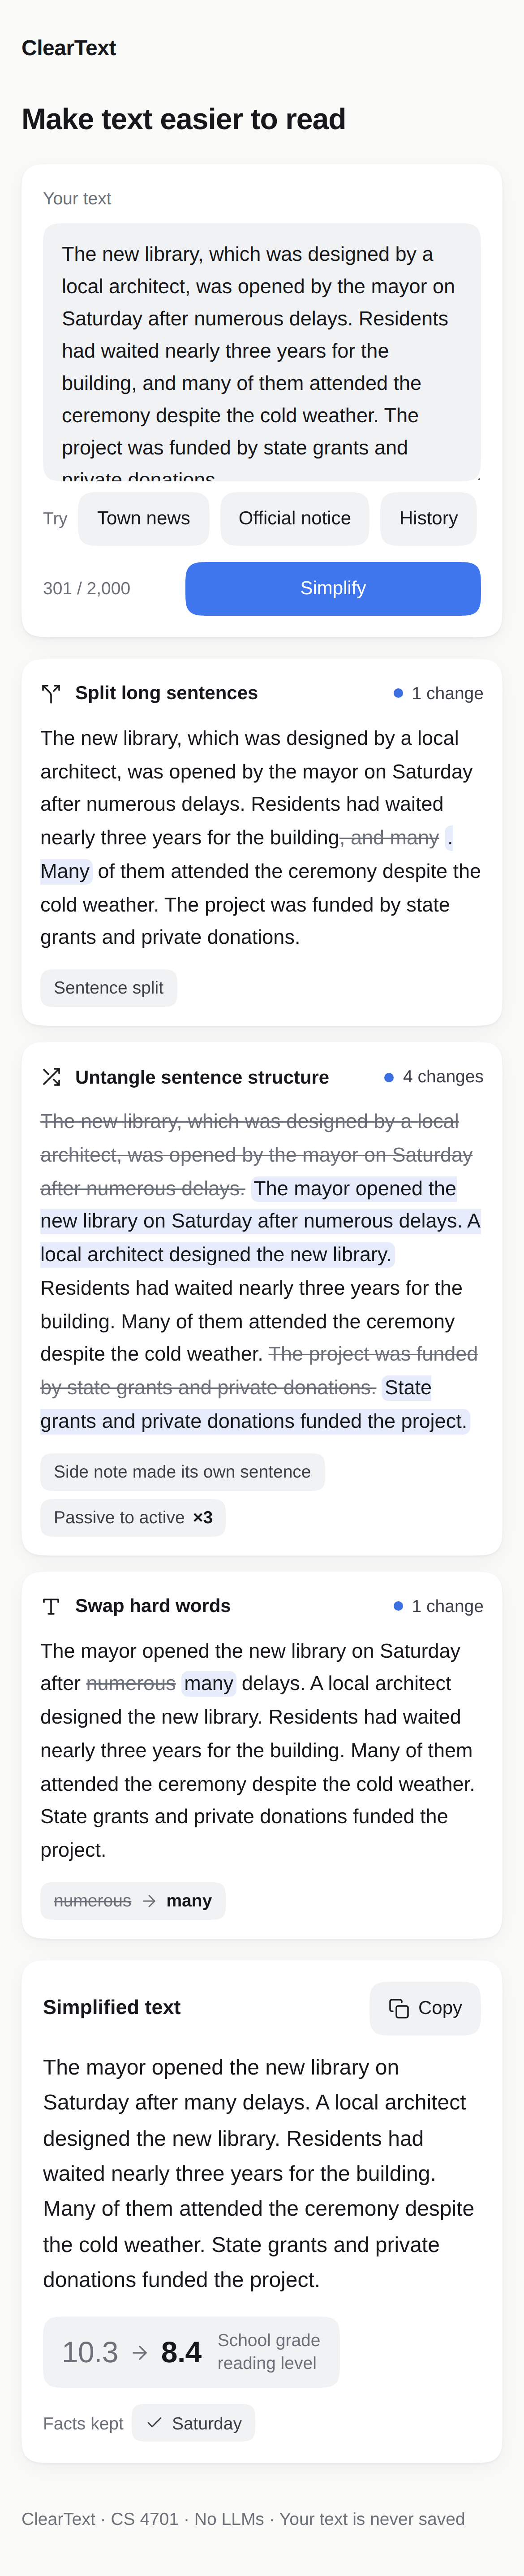 ClearText
Make text easier to read
Your text
The new library, which was designed by a
local architect, was opened by the mayor on
Saturday after numerous delays. Residents
had waited nearly three years for the
building, and many of them attended the
ceremony despite the cold weather. The
project was funded by state grants and
private donations.
Try Town news Official notice History
301 / 2,000 Simplify
Split long sentences 1 change
The new library, which was designed by a local
architect, was opened by the mayor on Saturday
after numerous delays. Residents had waited
nearly three years for the building, and many .
Many of them attended the ceremony despite the
cold weather. The project was funded by state
grants and private donations.
Sentence split
Untangle sentence structure 4 changes
The new library, which was designed by a local
architect, was opened by the mayor on Saturday
after numerous delays. The mayor opened the
new library on Saturday after numerous delays. A
local architect designed the new library.
Residents had waited nearly three years for the
building. Many of them attended the ceremony
despite the cold weather. The project was funded
by state grants and private donations. State
grants and private donations funded the project.
Side note made its own sentence
Passive to active ×3
Swap hard words 1 change
The mayor opened the new library on Saturday
after numerous many delays. A local architect
designed the new library. Residents had waited
nearly three years for the building. Many of them
attended the ceremony despite the cold weather.
State grants and private donations funded the
project.
numerous → many
Simplified text Copy
The mayor opened the new library on
Saturday after many delays. A local architect
designed the new library. Residents had
waited nearly three years for the building.
Many of them attended the ceremony despite
the cold weather. State grants and private
donations funded the project.
10.3 → 8.4 School grade
reading level
Facts kept Saturday
ClearText · CS 4701 · No LLMs · Your text is never saved